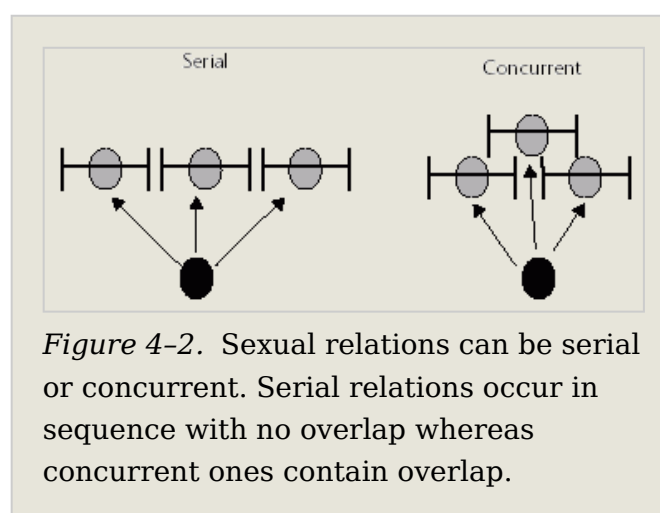 Serial
Concurrent
Figure 4–2. Sexual relations can be serial
or concurrent. Serial relations occur in
sequence with no overlap whereas
concurrent ones contain overlap.